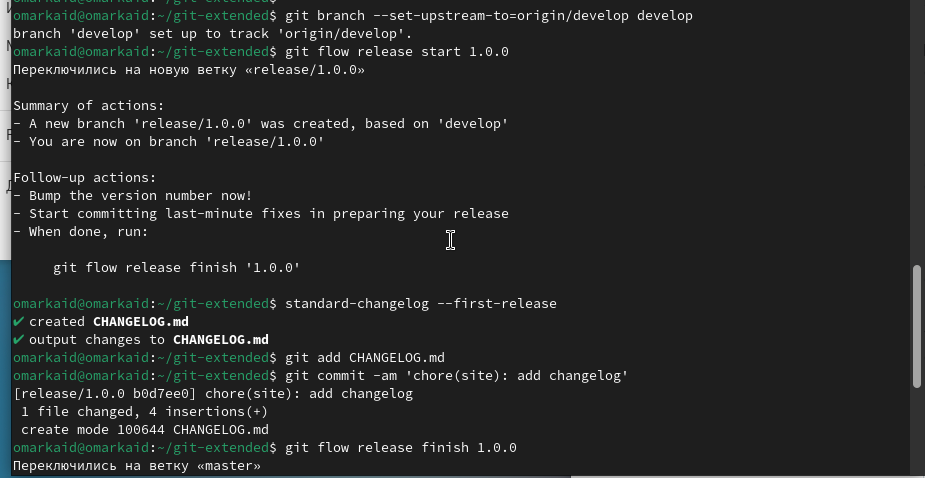 omarkaid@omarkaid:~/git-extended$ git branch --set-upstream-to=origin/develop develop
branch 'develop' set up to track 'origin/develop'.
omarkaid@omarkaid:~/git-extended$ git flow release start 1.0.0
Переключились на новую ветку «release/1.0.0»
Summary of actions:
- A new branch 'release/1.0.0' was created, based on 'develop'
- You are now on branch 'release/1.0.0'
Follow-up actions:
- Bump the version number now!
- Start committing last-minute fixes in preparing your release
- When done, run:
git flow release finish '1.0.0'
omarkaid@omarkaid:~/git-extended$ standard-changelog --first-release
✔ created CHANGELOG.md
✔ output changes to CHANGELOG.md
omarkaid@omarkaid:~/git-extended$ git add CHANGELOG.md
omarkaid@omarkaid:~/git-extended$ git commit -am 'chore(site): add changelog'
[release/1.0.0 b0d7ee0] chore(site): add changelog
1 file changed, 4 insertions(+)
create mode 100644 CHANGELOG.md
omarkaid@omarkaid:~/git-extended$ git flow release finish 1.0.0
Переключились на ветку «master»